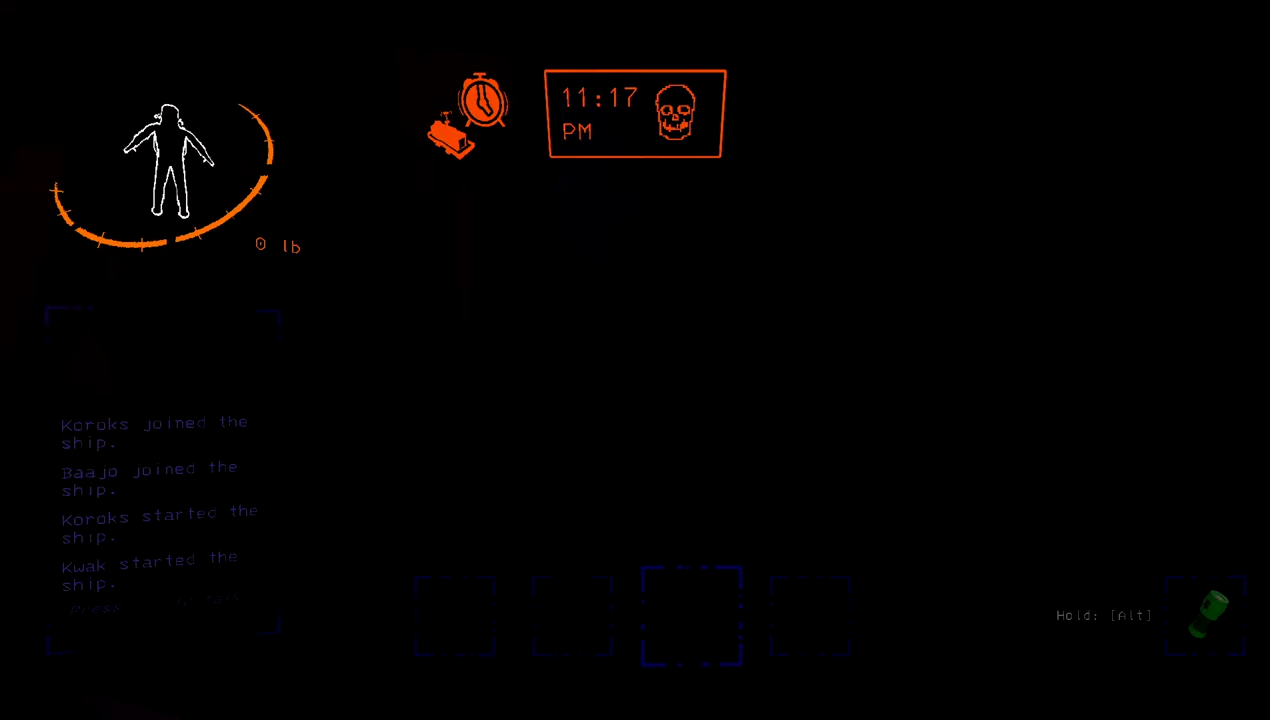 11:17
PM
0 lb
Koroks joined the
ship.
Baajo joined the
ship.
Koroks started the
ship.
Kwak started the
ship.
Press
Hold: [Alt]